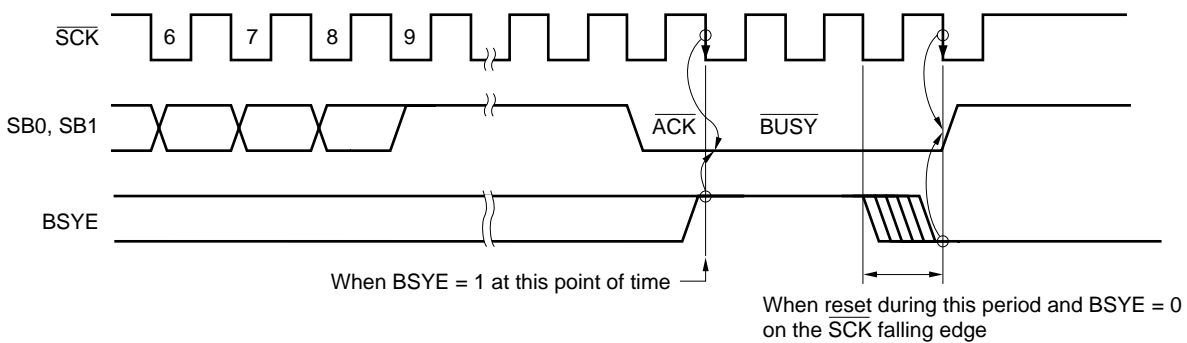 SCK
6 7 8 9
SB0, SB1
ACK BUSY
BSYE
When BSYE = 1 at this point of time
When reset during this period and BSYE = 0
on the SCK falling edge